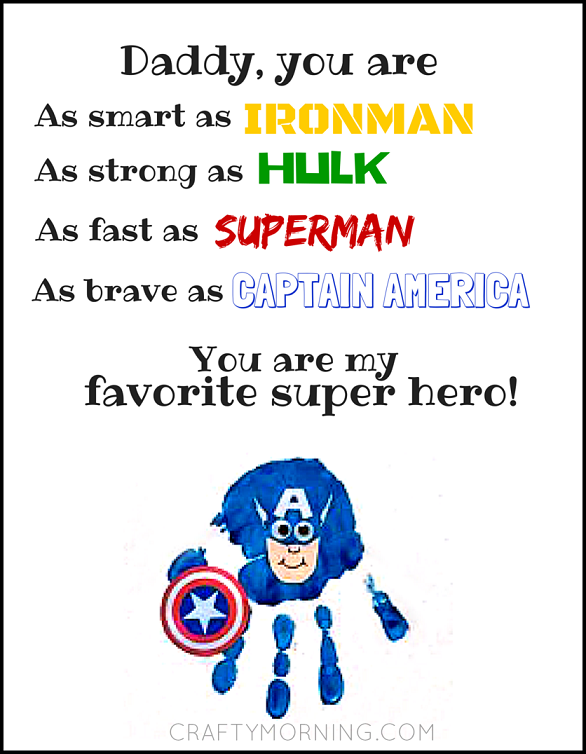 Daddy, you are
As smart as IRONMAN
As strong as HULK
As fast as SUPERMAN
As brave as CAPTAIN AMERICA
You are my
favorite super hero!
A
CRAFTYMORNING.COM